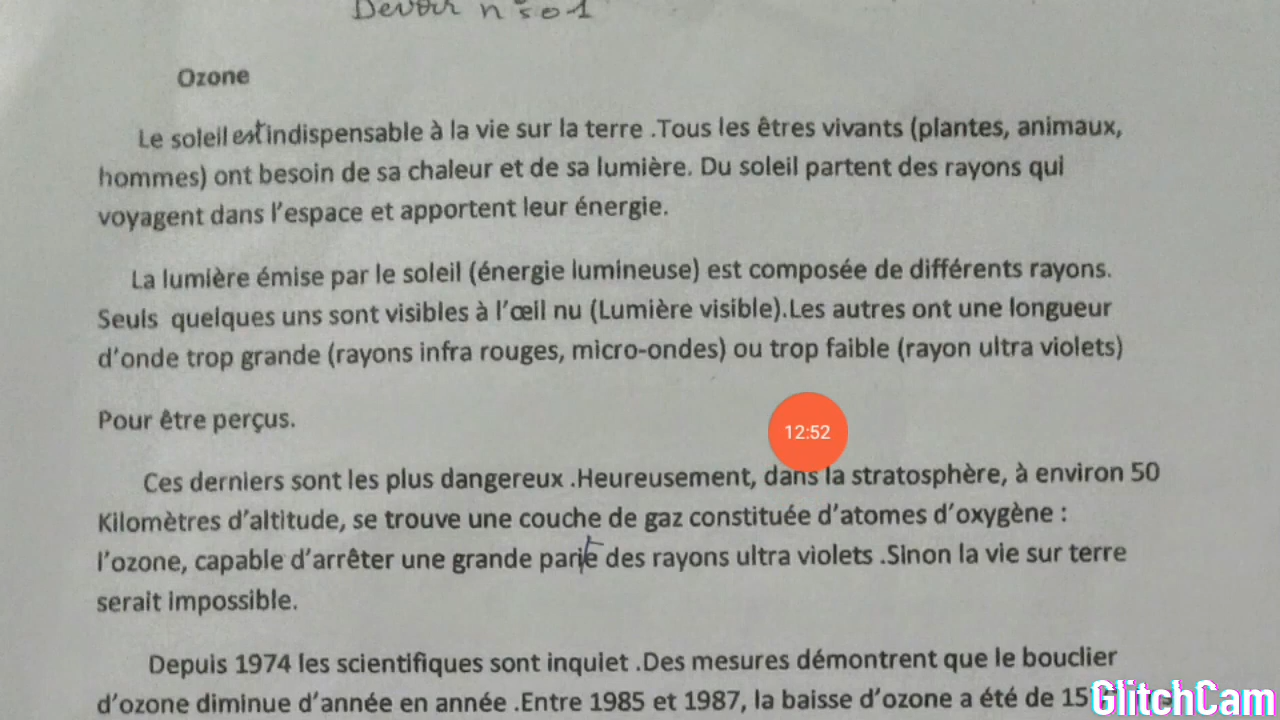 Devoir n°01
Ozone
Le soleil est indispensable à la vie sur la terre .Tous les êtres vivants (plantes, animaux,
hommes) ont besoin de sa chaleur et de sa lumière. Du soleil partent des rayons qui
voyagent dans l'espace et apportent leur énergie.
La lumière émise par le soleil (énergie lumineuse) est composée de différents rayons.
Seuls quelques uns sont visibles à l'œil nu (Lumière visible).Les autres ont une longueur
d'onde trop grande (rayons infra rouges, micro-ondes) ou trop faible (rayon ultra violets)
Pour être perçus.
12:52
Ces derniers sont les plus dangereux .Heureusement, dans la stratosphère, à environ 50
Kilomètres d'altitude, se trouve une couche de gaz constituée d'atomes d'oxygène :
l'ozone, capable d'arrêter une grande partie des rayons ultra violets .Sinon la vie sur terre
serait impossible.
Depuis 1974 les scientifiques sont inquiet .Des mesures démontrent que le bouclier
d'ozone diminue d'année en année .Entre 1985 et 1987, la baisse d'ozone a été de
GlitchCam